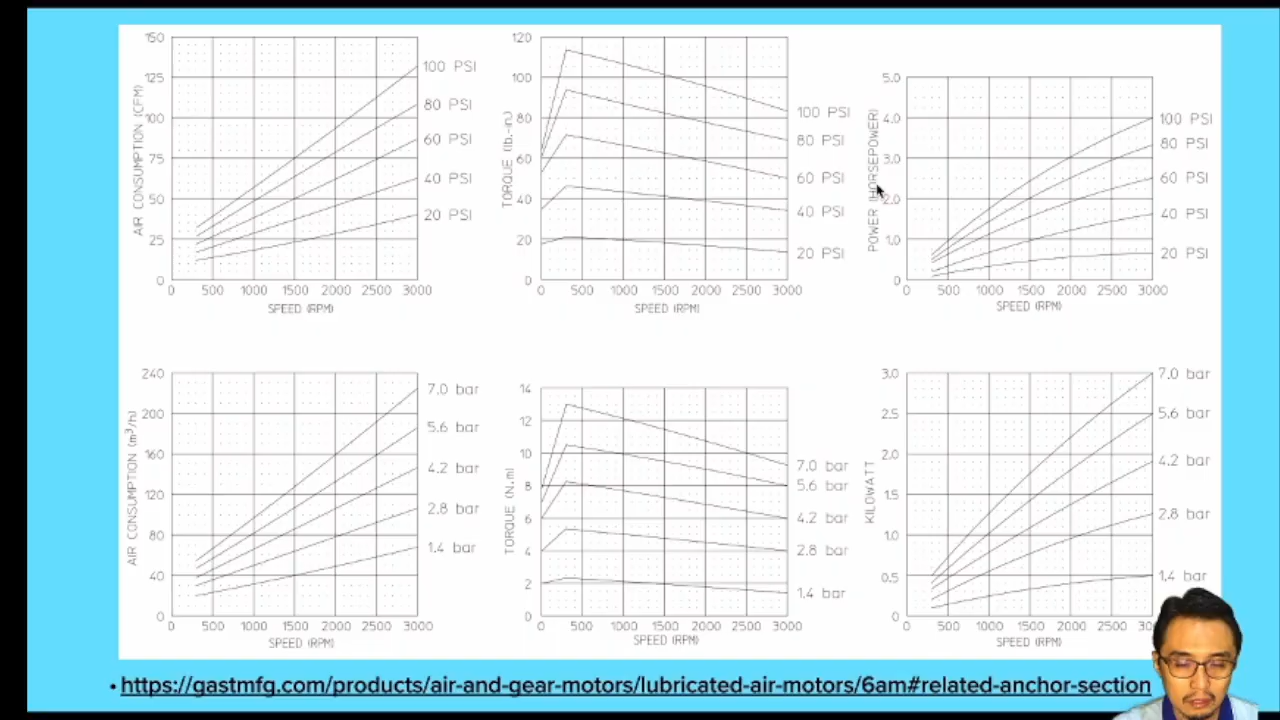 150
125
100
75
50
25
0
AIR CONSUMPTION (CFM)
0 500 1000 1500 2000 2500 3000
SPEED (RPM)
100 PSI
80 PSI
60 PSI
40 PSI
20 PSI
120
100
80
60
40
20
0
TORQUE (lb.-in)
0 500 1000 1500 2000 2500 3000
SPEED (RPM)
100 PSI
80 PSI
60 PSI
40 PSI
20 PSI
5.0
4.0
3.0
2.0
1.0
0
POWER (HORSEPOWER)
0 500 1000 1500 2000 2500 3000
SPEED (RPM)
100 PSI
80 PSI
60 PSI
40 PSI
20 PSI
240
200
160
120
80
40
0
AIR CONSUMPTION (m³/h)
0 500 1000 1500 2000 2500 3000
SPEED (RPM)
7.0 bar
5.6 bar
4.2 bar
2.8 bar
1.4 bar
14
12
10
8
6
4
2
0
TORQUE (N.m)
0 500 1000 1500 2000 2500 3000
SPEED (RPM)
7.0 bar
5.6 bar
4.2 bar
2.8 bar
1.4 bar
3.0
2.5
2.0
1.5
1.0
0.5
0
KILOWATT
0 500 1000 1500 2000 2500
SPEED (RPM)
7.0 bar
5.6 bar
4.2 bar
2.8 bar
1.4 bar
• https://gastmfg.com/products/air-and-gear-motors/lubricated-air-motors/6am#related-anchor-section